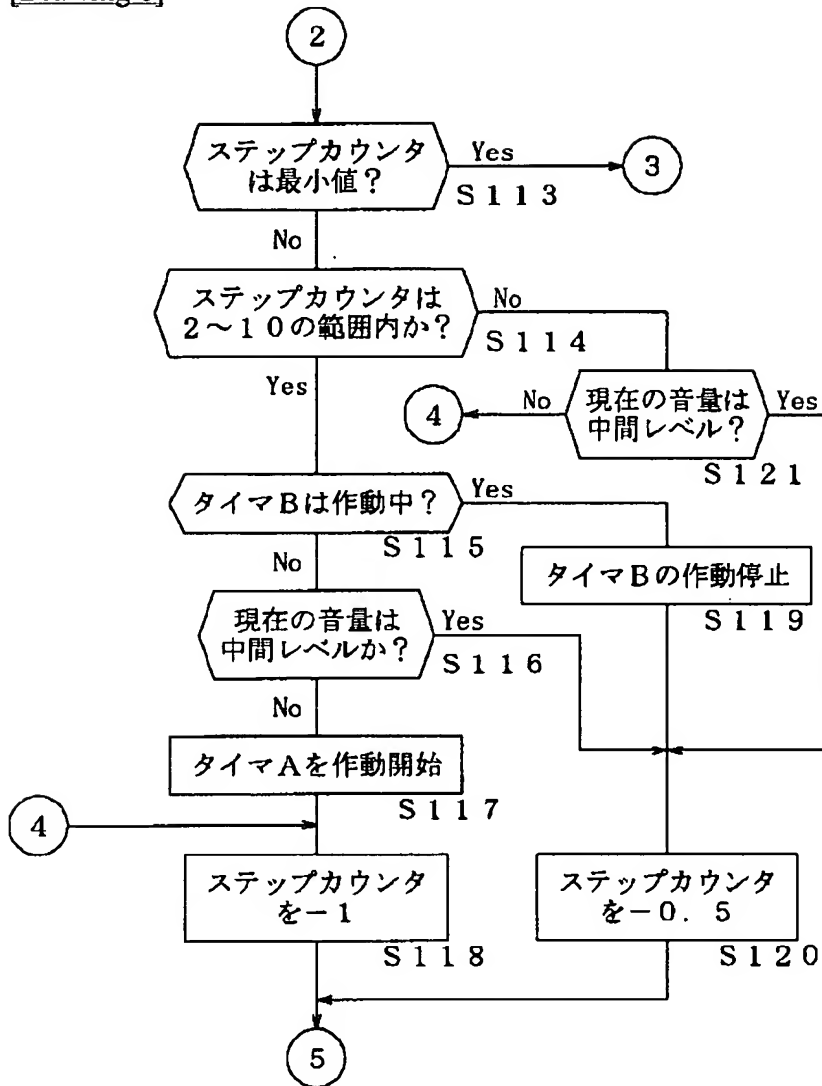 2
ステップカウンタ
は最小値？
Yes
3
S113
No
ステップカウンタは
2～10の範囲内か？
No
S114
Yes
4
No
現在の音量は
中間レベル？
Yes
S121
タイマBは作動中？
Yes
S115
No
タイマBの作動停止
S119
現在の音量は
中間レベルか？
Yes
S116
No
タイマAを作動開始
S117
4
ステップカウンタ
を－1
S118
ステップカウンタ
を－0．5
S120
5